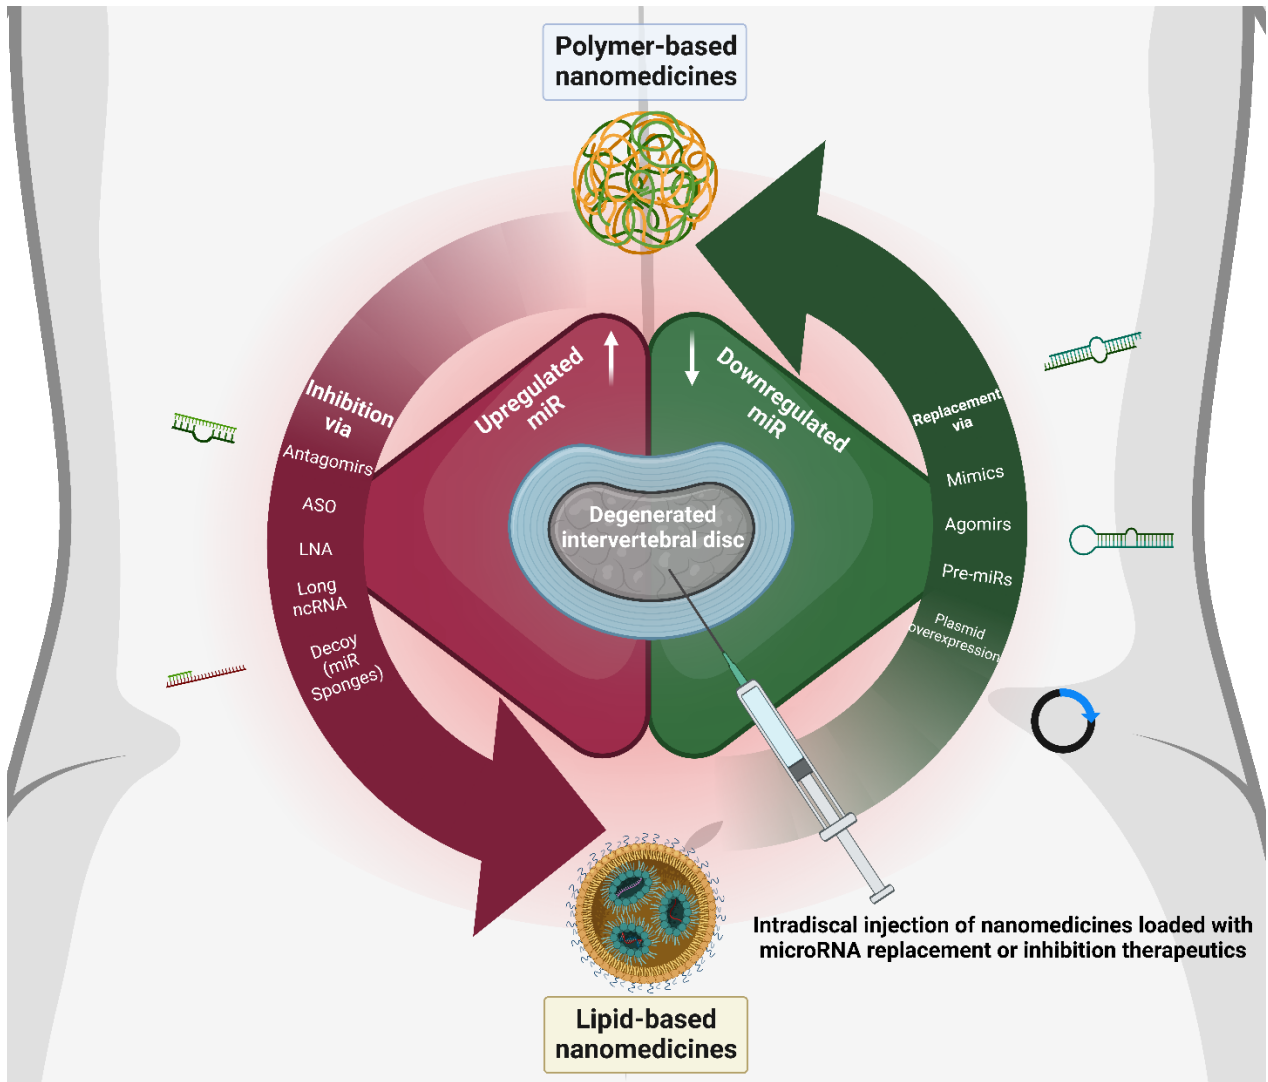 Polymer-based
nanomedicines
Upregulated
miR
Downregulated
miR
Inhibition
via
Antagomirs
ASO
LNA
Long
ncRNA
Decoy
(miR
Sponges)
Replacement
via
Mimics
Agomirs
Pre-miRs
Plasmid
overexpression
Degenerated
intervertebral disc
Intradiscal injection of nanomedicines loaded with
microRNA replacement or inhibition therapeutics
Lipid-based
nanomedicines